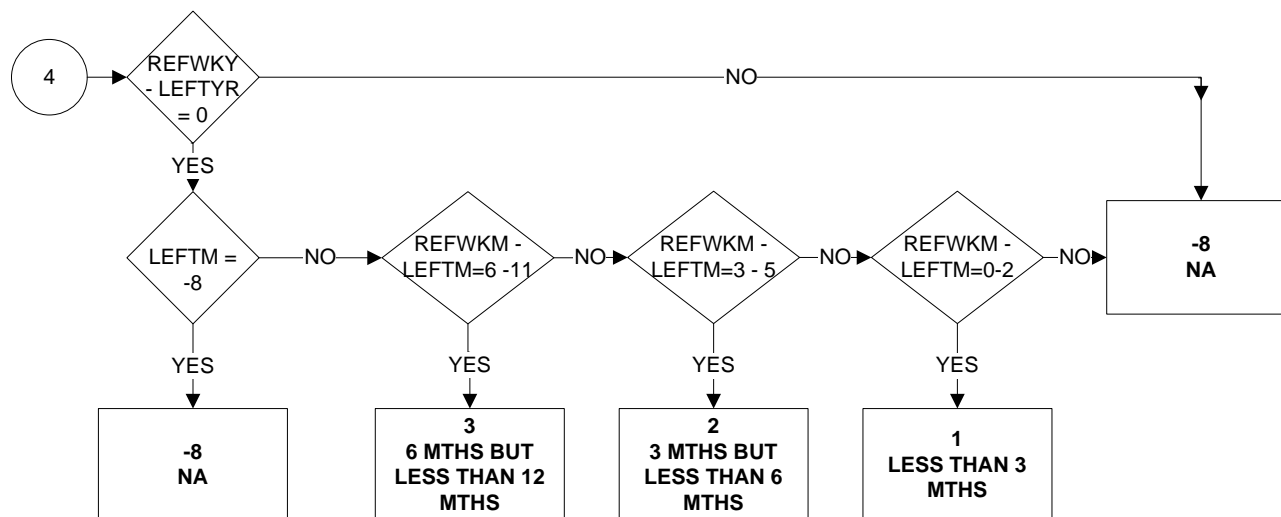 4
REFWKY
- LEFTYR
= 0
NO
YES
LEFTM =
-8
NO
REFWKM -
LEFTM=6 -11
NO
REFWKM -
LEFTM=3 - 5
NO
REFWKM -
LEFTM=0-2
NO
-8
NA
YES
YES
YES
YES
-8
NA
3
6 MTHS BUT
LESS THAN 12
MTHS
2
3 MTHS BUT
LESS THAN 6
MTHS
1
LESS THAN 3
MTHS